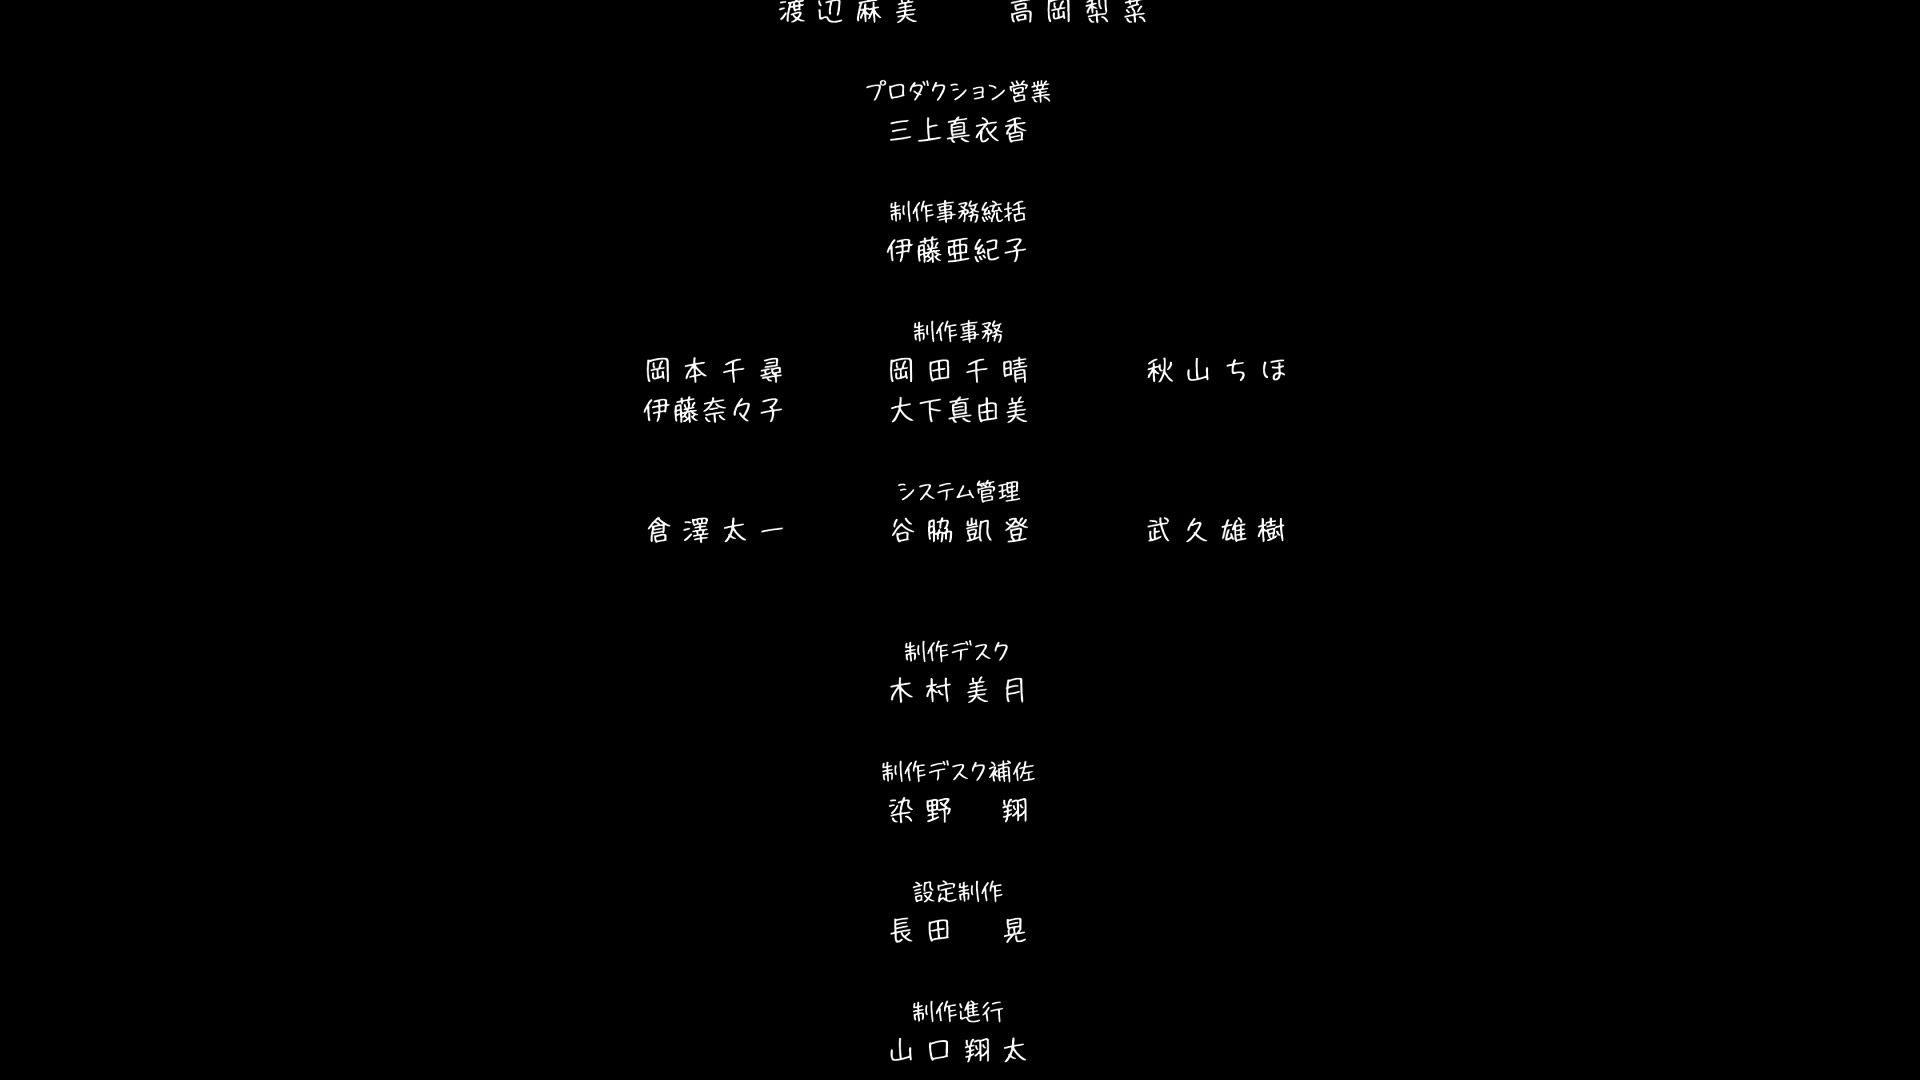 渡辺麻美 高岡梨菜
プロダクション営業
三上真衣香
制作事務統括
伊藤亜紀子
制作事務
岡本千尋 岡田千晴 秋山ちほ
伊藤奈々子 大下真由美
システム管理
倉澤太一 谷脇凱登 武久雄樹
制作デスク
木村美月
制作デスク補佐
染野 翔
設定制作
長田 晃
制作進行
山口翔太